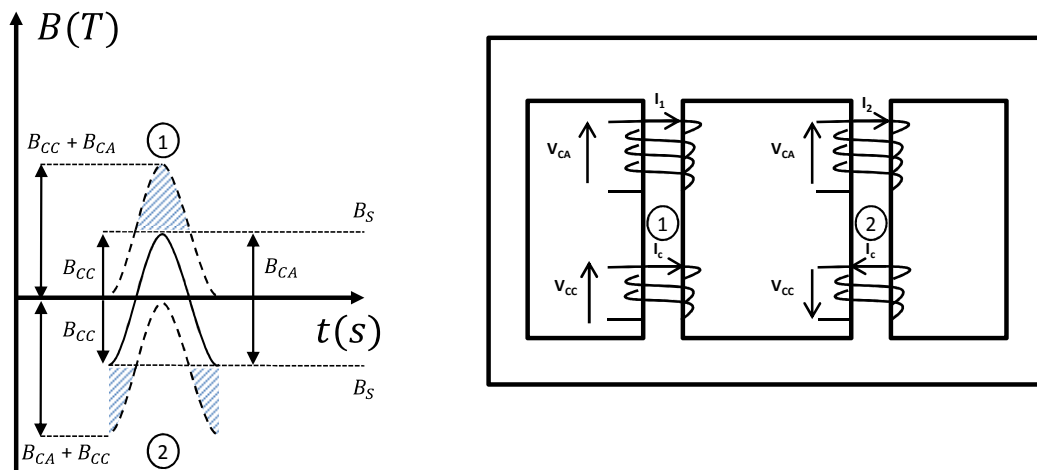 B(T)
B_CC + B_CA
1
B_S
B_CC
B_CA
B_CC
t(s)
B_S
B_CA + B_CC
2
I_1
I_2
V_CA
V_CA
1
2
I_c
I_c
V_CC
V_CC